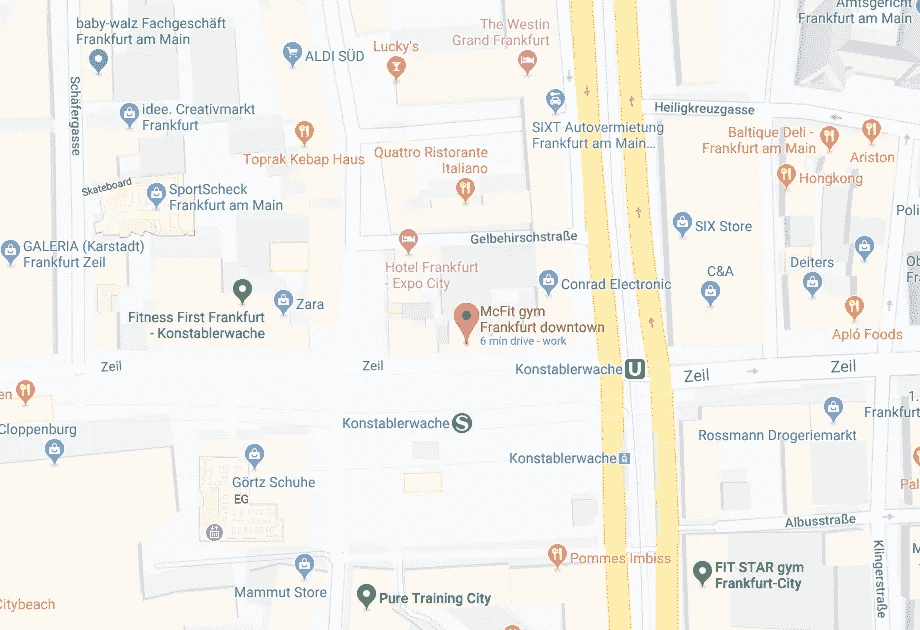 Amtsgericht
Frankfurt am Main
baby-walz Fachgeschäft
Frankfurt am Main
The Westin
Grand Frankfurt
Lucky's
ALDI SÜD
Schäfergasse
idee. Creativmarkt
Frankfurt
Heiligkreuzgasse
SIXT Autovermietung
Frankfurt am Main...
Baltique Deli -
Frankfurt am Main
Ariston
Toprak Kebap Haus
Quattro Ristorante
Italiano
Hongkong
Skateboard
SportScheck
Frankfurt am Main
Poli
SIX Store
Gelbehirschstraße
GALERIA (Karstadt)
Frankfurt Zeil
Hotel Frankfurt
- Expo City
C&A
Deiters
Conrad Electronic
Zara
Fitness First Frankfurt
- Konstablerwache
McFit gym
Frankfurt downtown
6 min drive - work
Apló Foods
Zeil
Zeil
Konstablerwache
U
Zeil
Zeil
en
Konstablerwache
S
1.
Frankfurt
Cloppenburg
Rossmann Drogeriemarkt
Konstablerwache
Görtz Schuhe
EG
Pal
Albusstraße
Klingerstraße
Pommes Imbiss
FIT STAR gym
Frankfurt-City
Mammut Store
Pure Training City
Citybeach